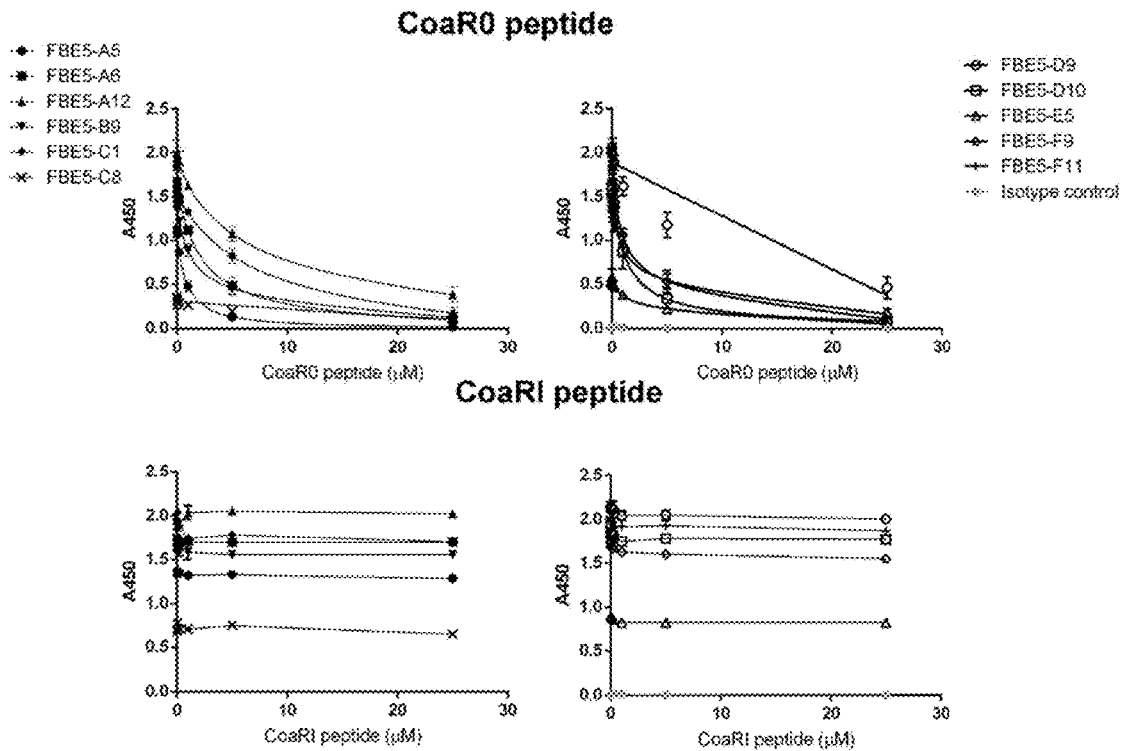 CoaR0 peptide
FBE5-A5
FBE5-A6
FBE5-A12
FBE5-B9
FBE5-C1
FBE5-C8
FBE5-D9
FBE5-D10
FBE5-E5
FBE5-F9
FBE5-F11
Isotype control
2.5
2.0
1.5
1.0
0.5
0.0
A450
0 10 20 30
CoaR0 peptide (µM)
2.5
2.0
1.5
1.0
0.5
0.0
A450
0 10 20 30
CoaR0 peptide (µM)
CoaRI peptide
2.5
2.0
1.5
1.0
0.5
0.0
A450
0 10 20 30
CoaRI peptide (µM)
2.5
2.0
1.5
1.0
0.5
0.0
A450
0 10 20 30
CoaRI peptide (µM)